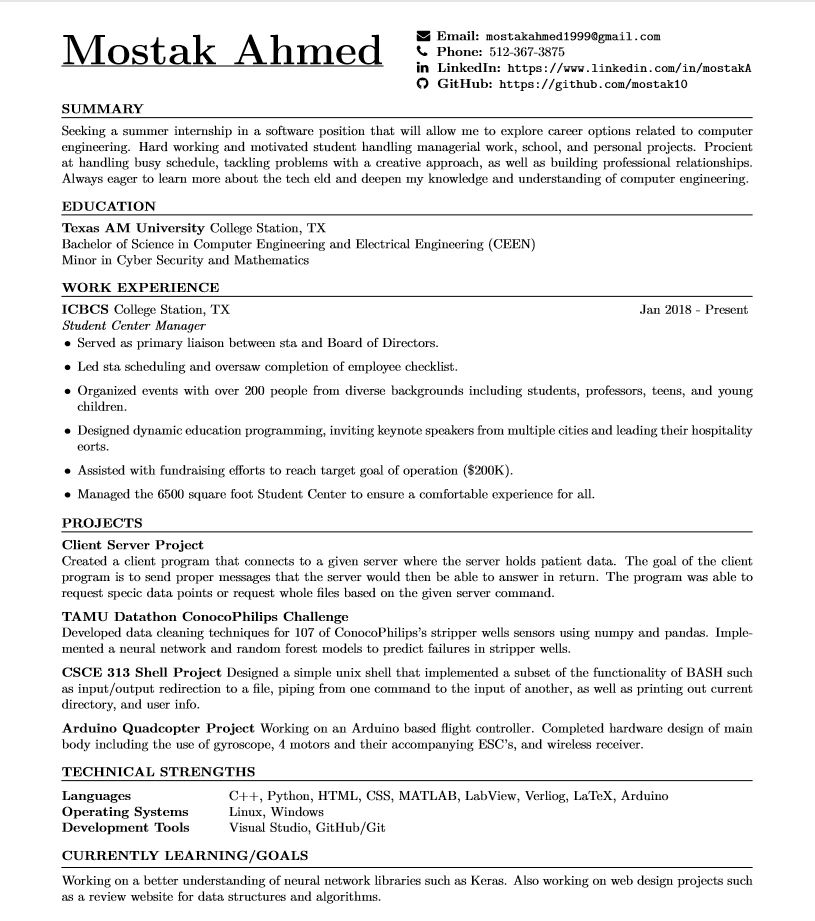 Mostak Ahmed
Email: mostakahmed1999@gmail.com
Phone: 512-367-3875
LinkedIn: https://www.linkedin.com/in/mostakA
GitHub: https://github.com/mostak10
SUMMARY
Seeking a summer internship in a software position that will allow me to explore career options related to computer
engineering. Hard working and motivated student handling managerial work, school, and personal projects. Procient
at handling busy schedule, tackling problems with a creative approach, as well as building professional relationships.
Always eager to learn more about the tech eld and deepen my knowledge and understanding of computer engineering.
EDUCATION
Texas AM University College Station, TX
Bachelor of Science in Computer Engineering and Electrical Engineering (CEEN)
Minor in Cyber Security and Mathematics
WORK EXPERIENCE
ICBCS College Station, TX Jan 2018 - Present
Student Center Manager
• Served as primary liaison between sta and Board of Directors.
• Led sta scheduling and oversaw completion of employee checklist.
• Organized events with over 200 people from diverse backgrounds including students, professors, teens, and young
children.
• Designed dynamic education programming, inviting keynote speakers from multiple cities and leading their hospitality
eorts.
• Assisted with fundraising efforts to reach target goal of operation ($200K).
• Managed the 6500 square foot Student Center to ensure a comfortable experience for all.
PROJECTS
Client Server Project
Created a client program that connects to a given server where the server holds patient data. The goal of the client
program is to send proper messages that the server would then be able to answer in return. The program was able to
request specic data points or request whole files based on the given server command.
TAMU Datathon ConocoPhilips Challenge
Developed data cleaning techniques for 107 of ConocoPhilips's stripper wells sensors using numpy and pandas. Imple-
mented a neural network and random forest models to predict failures in stripper wells.
CSCE 313 Shell Project Designed a simple unix shell that implemented a subset of the functionality of BASH such
as input/output redirection to a file, piping from one command to the input of another, as well as printing out current
directory, and user info.
Arduino Quadcopter Project Working on an Arduino based flight controller. Completed hardware design of main
body including the use of gyroscope, 4 motors and their accompanying ESC's, and wireless receiver.
TECHNICAL STRENGTHS
Languages C++, Python, HTML, CSS, MATLAB, LabView, Verliog, LaTeX, Arduino
Operating Systems Linux, Windows
Development Tools Visual Studio, GitHub/Git
CURRENTLY LEARNING/GOALS
Working on a better understanding of neural network libraries such as Keras. Also working on web design projects such
as a review website for data structures and algorithms.